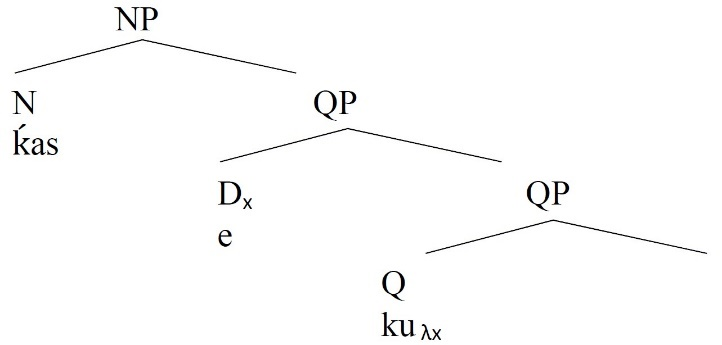 NP
N QP
ḱas
Dₓ QP
e
Q
ku λx